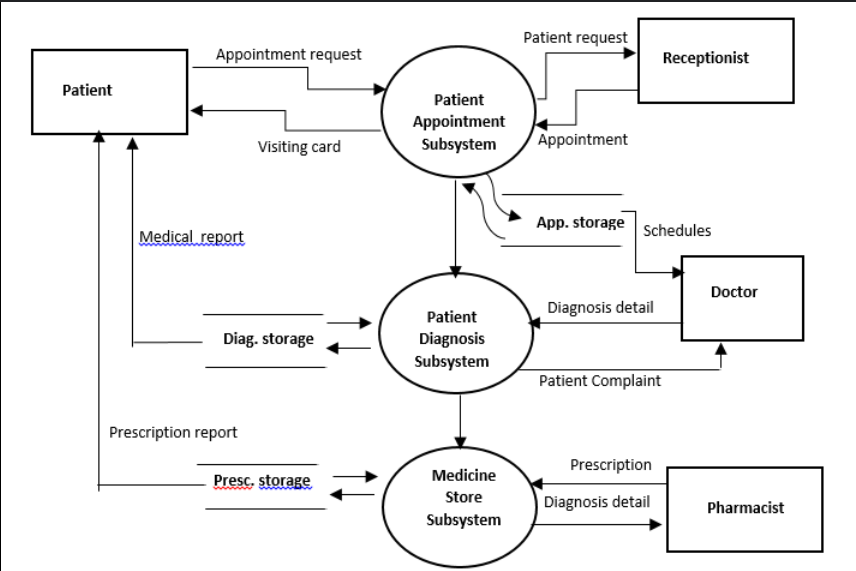 Patient request
Receptionist
Appointment request
Patient
Patient
Appointment
Subsystem
Appointment
Visiting card
App. storage
Schedules
Medical report
Doctor
Diagnosis detail
Patient
Diagnosis
Subsystem
Diag. storage
Patient Complaint
Prescription report
Prescription
Medicine
Store
Subsystem
Presc. storage
Diagnosis detail
Pharmacist